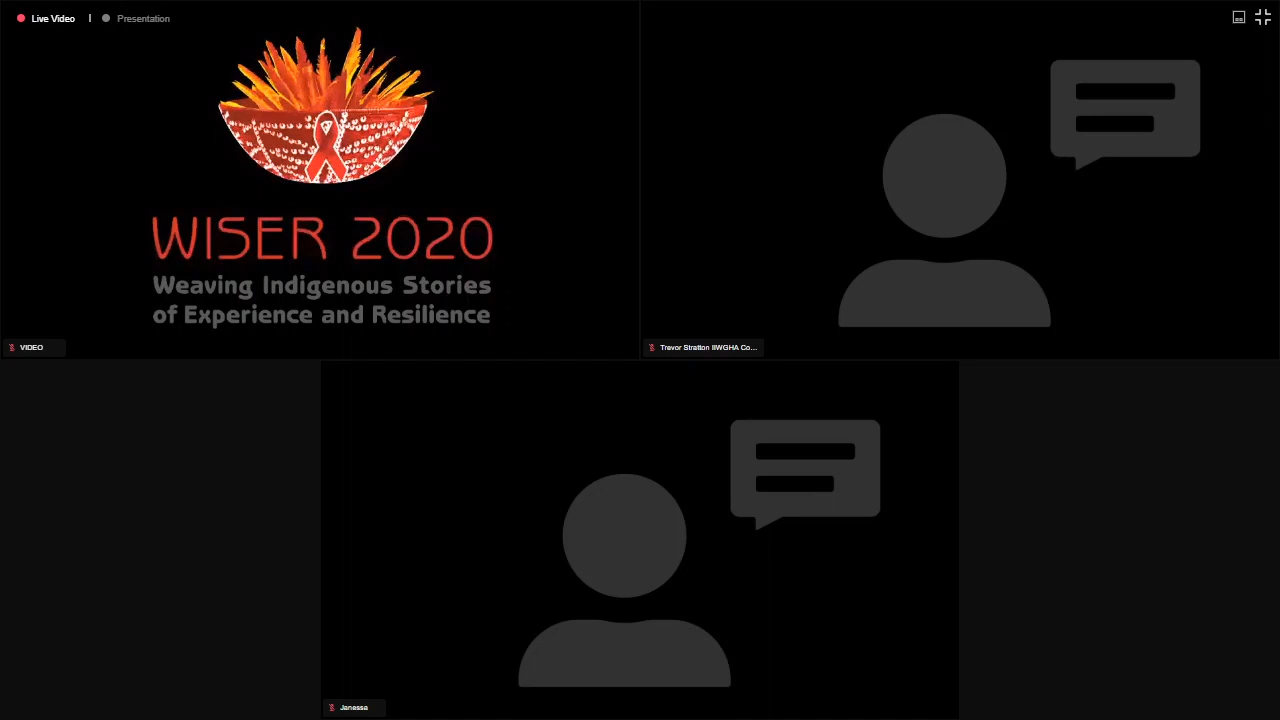 Live Video | Presentation
WISER 2020
Weaving Indigenous Stories
of Experience and Resilience
VIDEO
Trevor Stratton IIWGHA Co...
Janessa